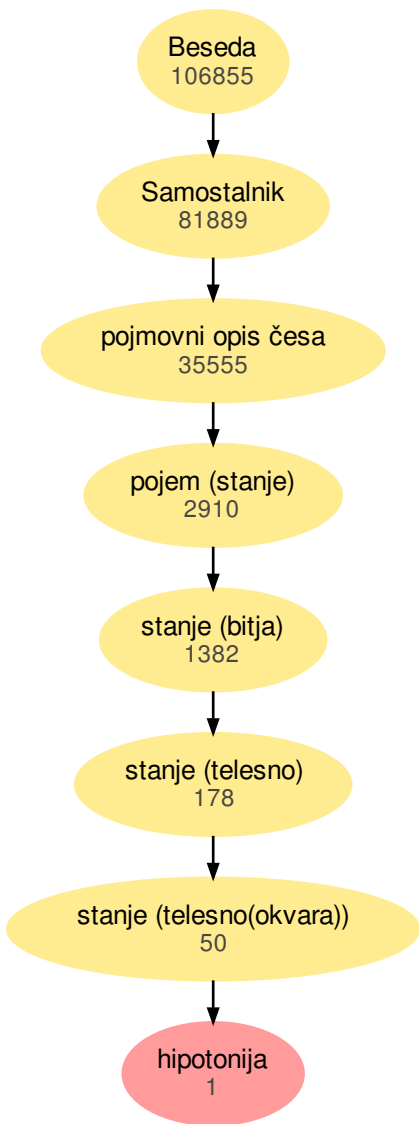 Beseda
106855
Samostalnik
81889
pojmovni opis česa
35555
pojem (stanje)
2910
stanje (bitja)
1382
stanje (telesno)
178
stanje (telesno(okvara))
50
hipotonija
1